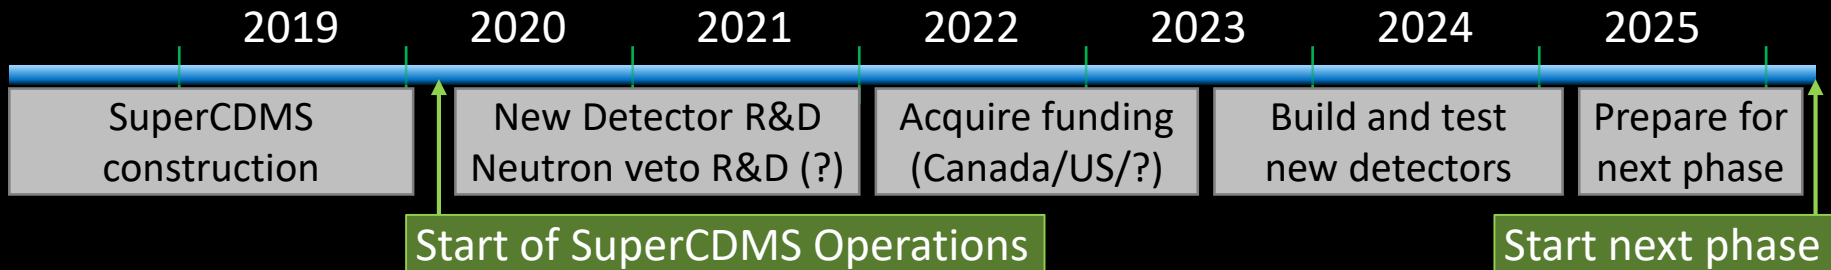 2019 2020 2021 2022 2023 2024 2025
SuperCDMS
construction
New Detector R&D
Neutron veto R&D (?)
Acquire funding
(Canada/US/?)
Build and test
new detectors
Prepare for
next phase
Start of SuperCDMS Operations
Start next phase